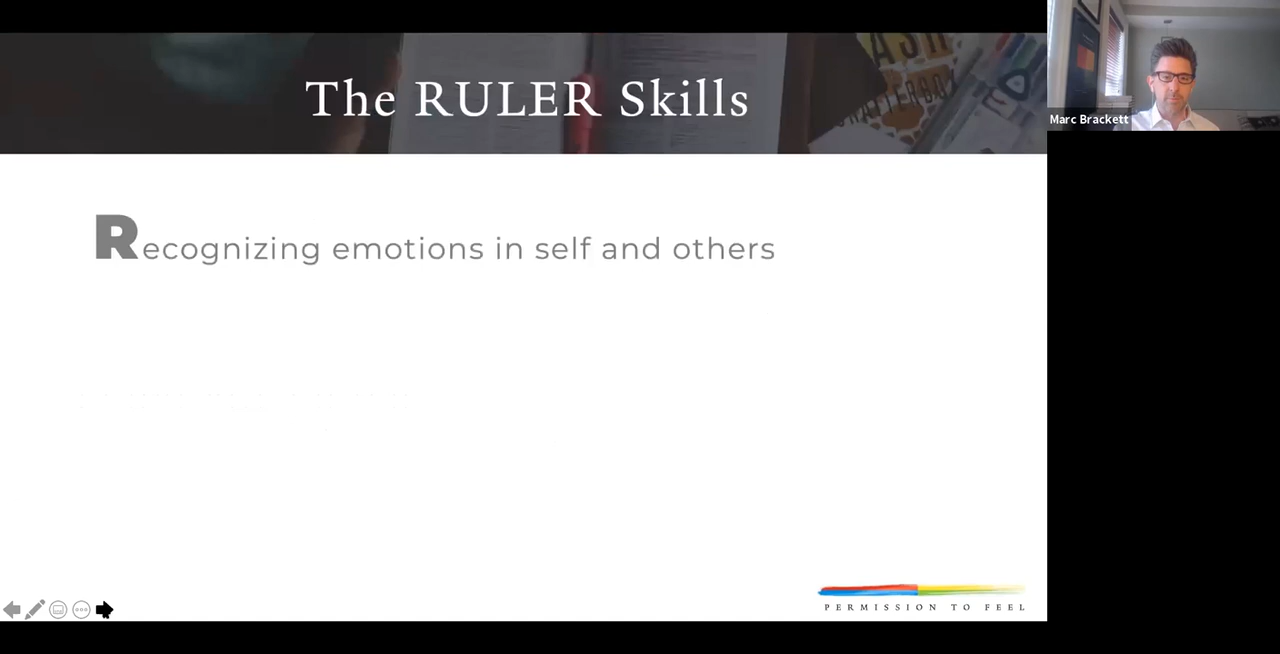 The RULER Skills
Marc Brackett
Recognizing emotions in self and others
PERMISSION TO FEEL